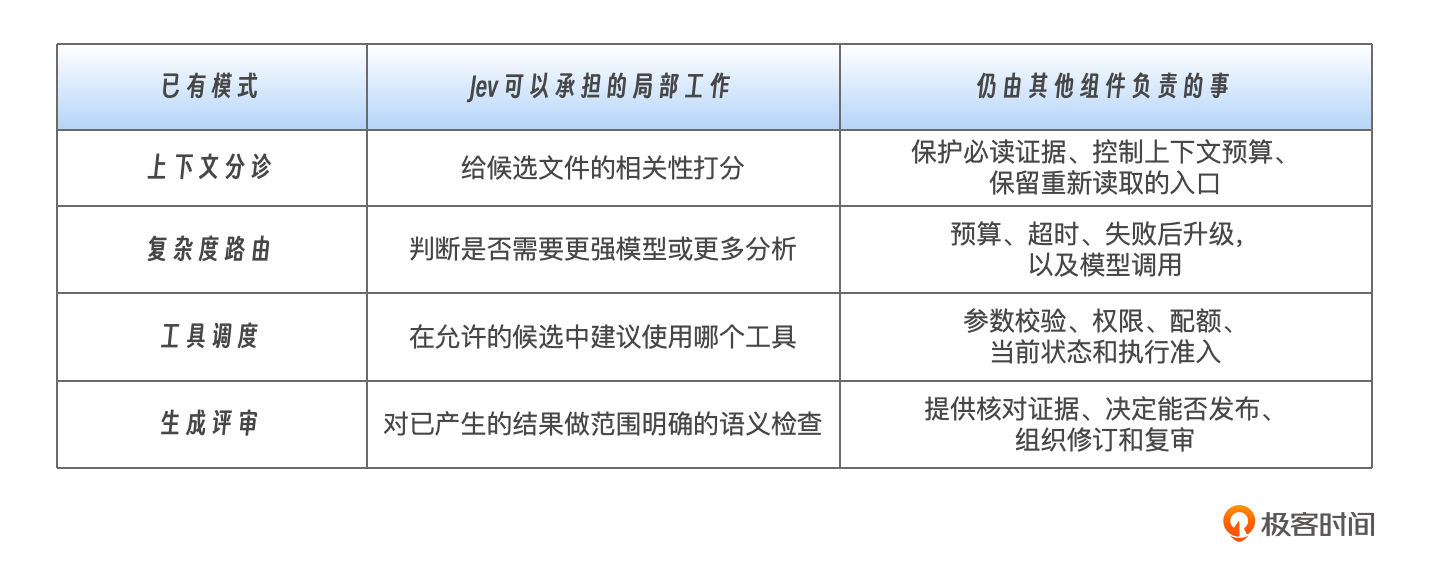 已有模式
Jev 可以承担的局部工作
仍由其他组件负责的事
上下文分诊
给候选文件的相关性打分
保护必读证据、控制上下文预算、
保留重新读取的入口
复杂度路由
判断是否需要更强模型或更多分析
预算、超时、失败后升级，
以及模型调用
工具调度
在允许的候选中建议使用哪个工具
参数校验、权限、配额、
当前状态和执行准入
生成评审
对已产生的结果做范围明确的语义检查
提供核对证据、决定能否发布、
组织修订和复审
极客时间